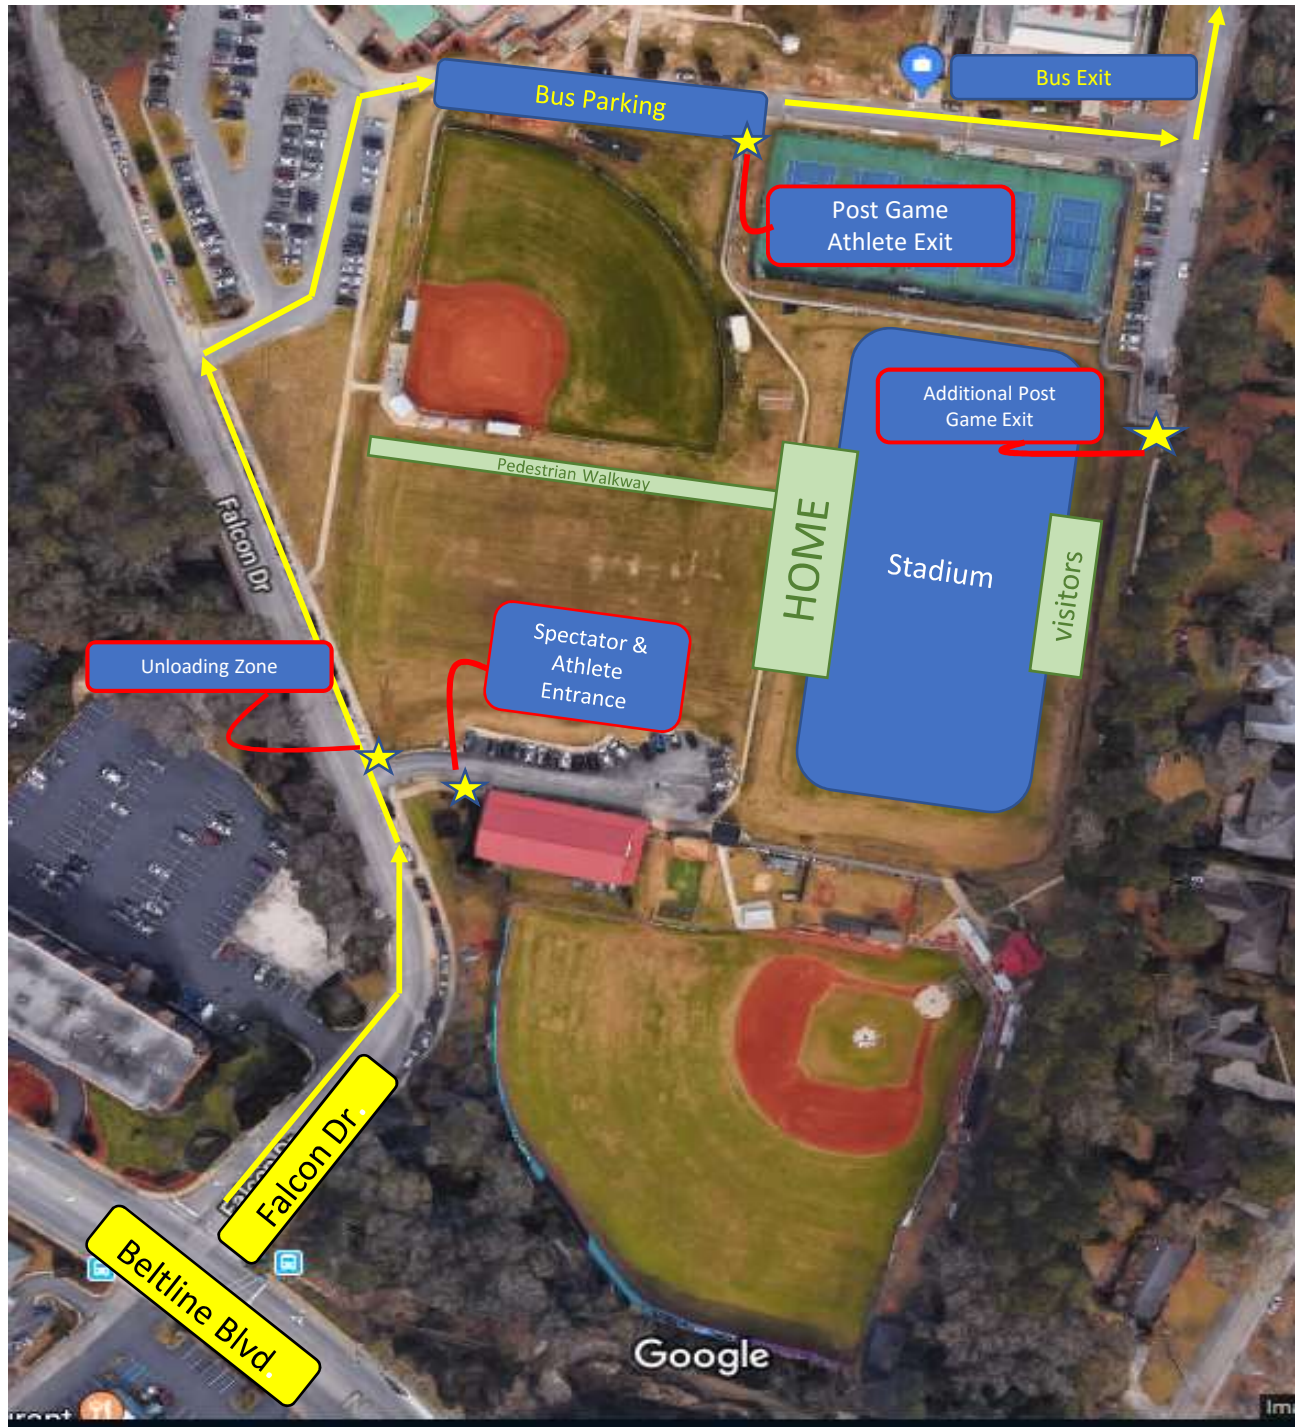 Bus Parking
Bus Exit
Post Game
Athlete Exit
Additional Post
Game Exit
Pedestrian Walkway
HOME
Stadium
visitors
Falcon Dr
Spectator &
Athlete
Entrance
Unloading Zone
Falcon Dr.
Beltline Blvd.
Google